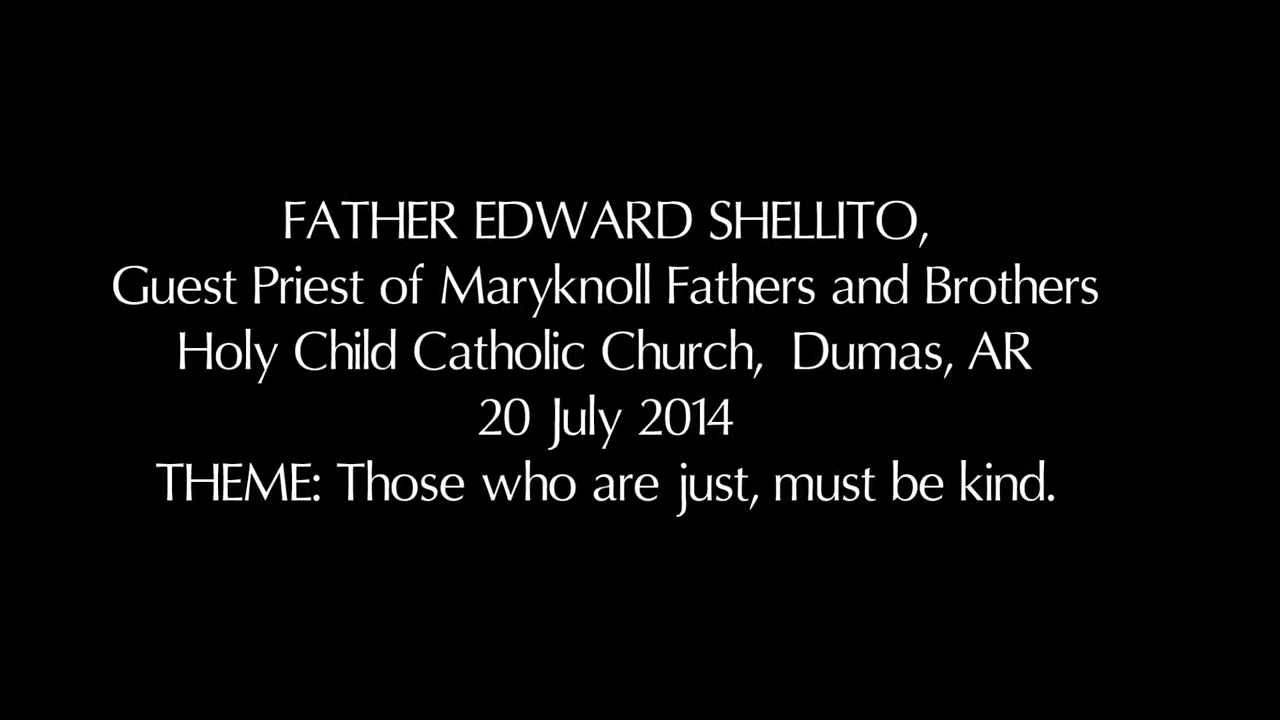 FATHER EDWARD SHELLITO,
Guest Priest of Maryknoll Fathers and Brothers
Holy Child Catholic Church, Dumas, AR
20 July 2014
THEME: Those who are just, must be kind.